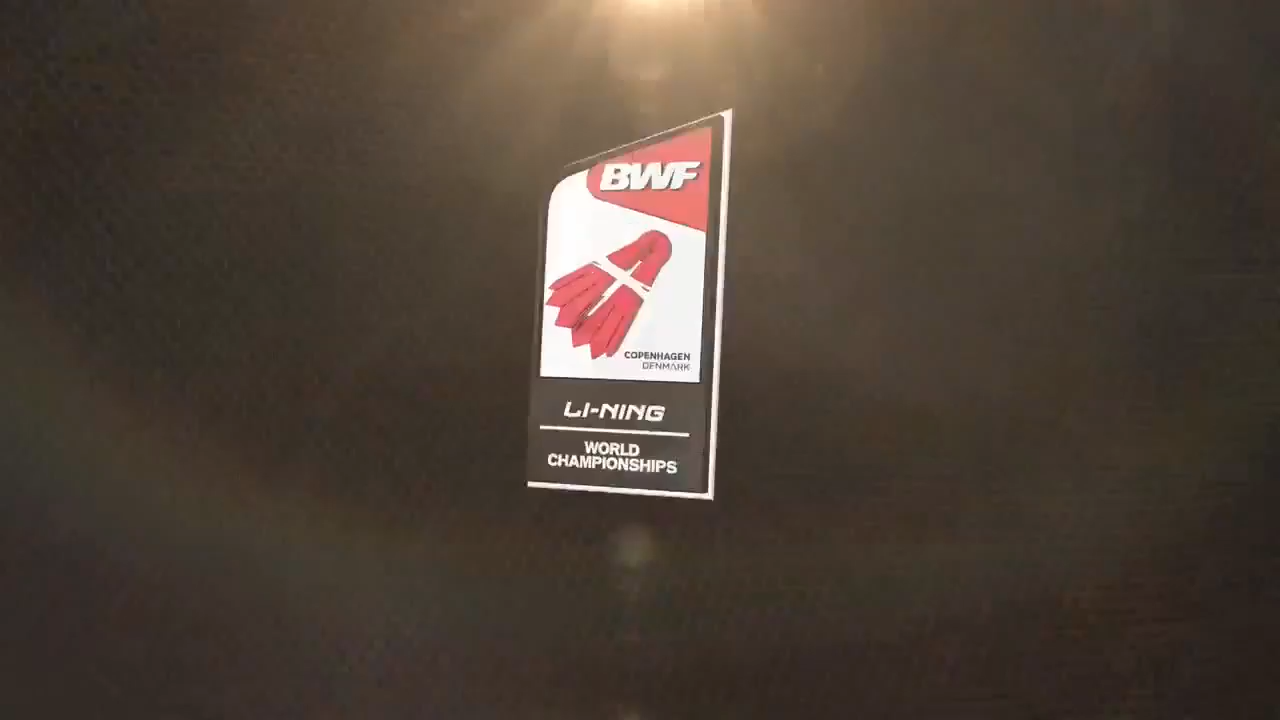 BWF
COPENHAGEN
DENMARK
LI-NING
WORLD
CHAMPIONSHIPS